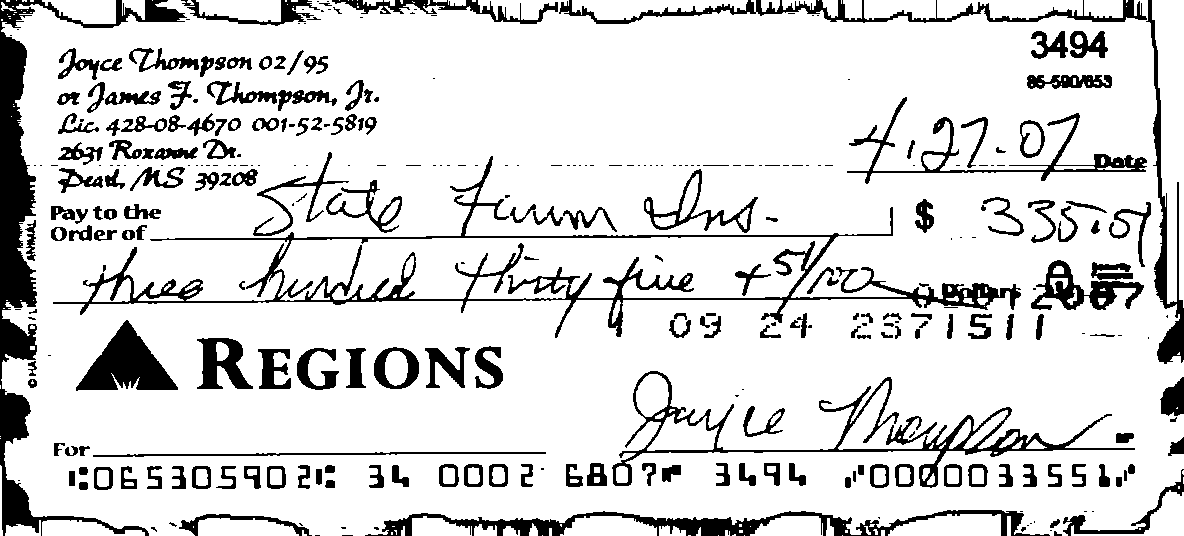 3494
85-590/653
Joyce Thompson 02/95
or James F. Thompson, Jr.
Lic. 428-08-4670 001-52-5819
2631 Roxanne Dr.
Pearl, MS 39208
4.27.07 Date
Pay to the
Order of State Farm Ins. $ 335.51
three hundred thirty five + 51/100 Dollars
09 24 2371511
REGIONS
Joyce Thompson
For
⑆065305902⑆ 34 0002 6807⑈ 3494 ⑈0000033551⑈